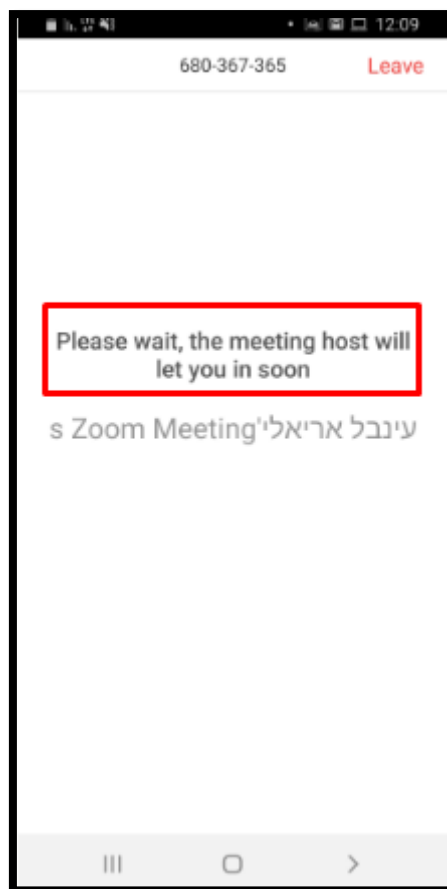 12:09
680-367-365 Leave
Please wait, the meeting host will
let you in soon
עינבל אריאלי's Zoom Meeting